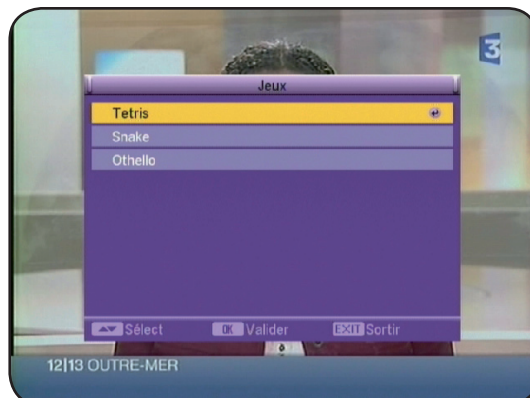 3
Jeux
Tetris
Snake
Othello
Sélect OK Valider EXIT Sortir
12|13 OUTRE-MER